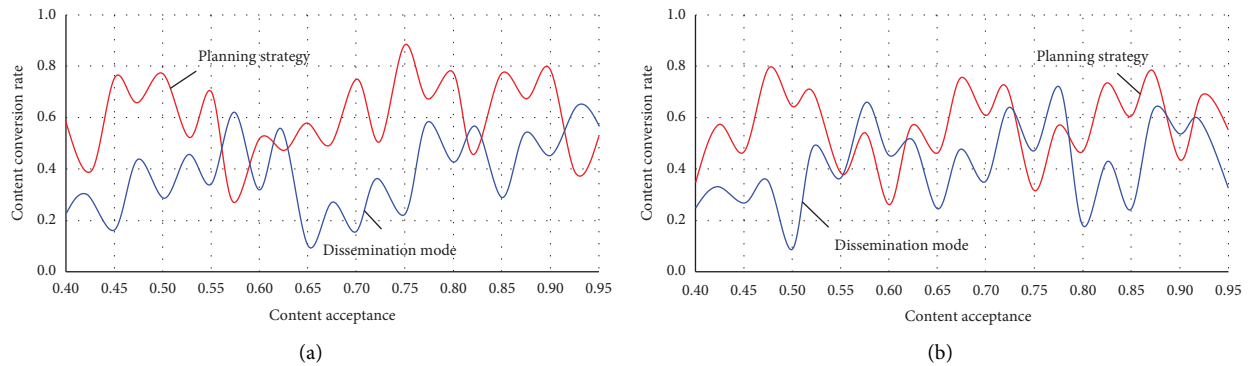 1.0
0.8
0.6
0.4
0.2
0.0
Content conversion rate
Planning strategy
Dissemination mode
0.40 0.45 0.50 0.55 0.60 0.65 0.70 0.75 0.80 0.85 0.90 0.95
Content acceptance
(a)
1.0
0.8
0.6
0.4
0.2
0.0
Content conversion rate
Planning strategy
Dissemination mode
0.40 0.45 0.50 0.55 0.60 0.65 0.70 0.75 0.80 0.85 0.90 0.95
Content acceptance
(b)